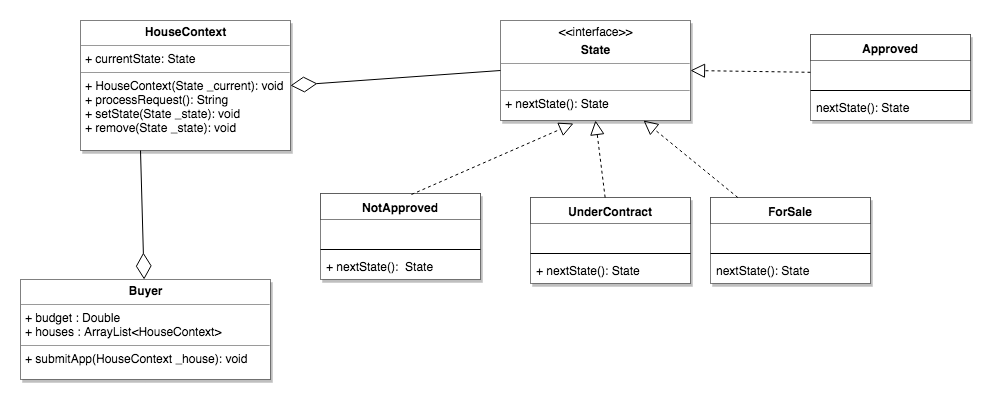 HouseContext
+ currentState: State
+ HouseContext(State _current): void
+ processRequest(): String
+ setState(State _state): void
+ remove(State _state): void
<<interface>>
State
+ nextState(): State
Approved
nextState(): State
NotApproved
+ nextState(): State
UnderContract
+ nextState(): State
ForSale
nextState(): State
Buyer
+ budget : Double
+ houses : ArrayList<HouseContext>
+ submitApp(HouseContext _house): void